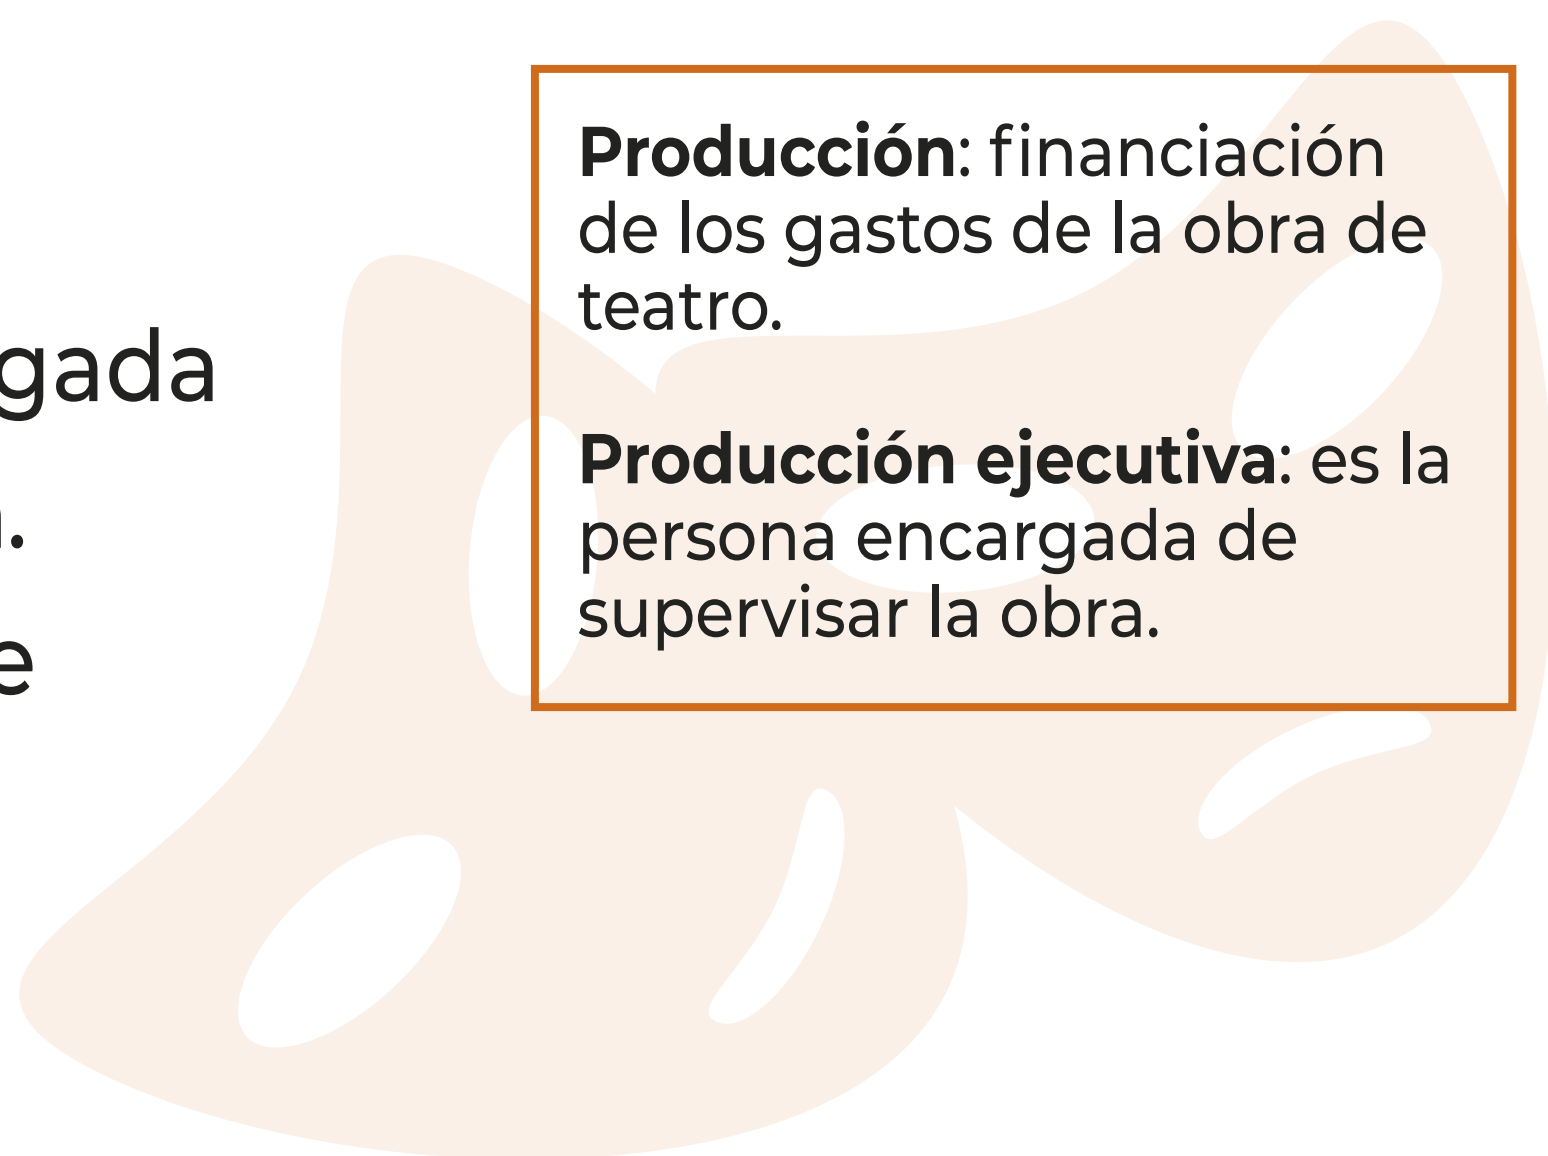 Producción: financiación
de los gastos de la obra de
teatro.
Producción ejecutiva: es la
persona encargada de
supervisar la obra.